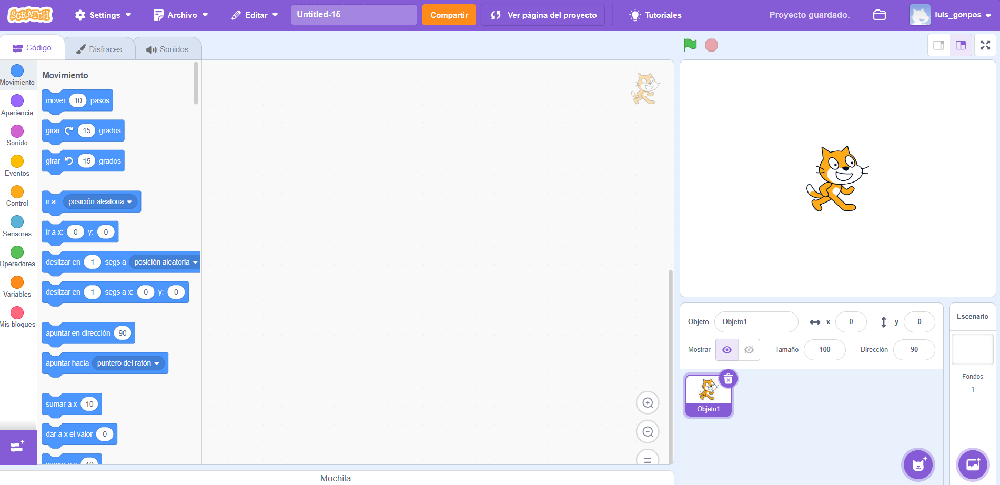 SCRATCH
Settings
Archivo
Editar
Untitled-15
Compartir
Ver página del proyecto
Tutoriales
Proyecto guardado.
luis_gonpos
Código
Disfraces
Sonidos
Movimiento
Apariencia
Sonido
Eventos
Control
Sensores
Operadores
Variables
Mis bloques
Movimiento
mover 10 pasos
girar 15 grados
girar 15 grados
ir a posición aleatoria
ir a x: 0 y: 0
deslizar en 1 segs a posición aleatoria
deslizar en 1 segs a x: 0 y: 0
apuntar en dirección 90
apuntar hacia puntero del ratón
sumar a x 10
dar a x el valor 0
sumar a y 10
Mochila
Objeto Objeto1 x 0 y 0
Mostrar Tamaño 100 Dirección 90
Objeto1
Escenario
Fondos
1